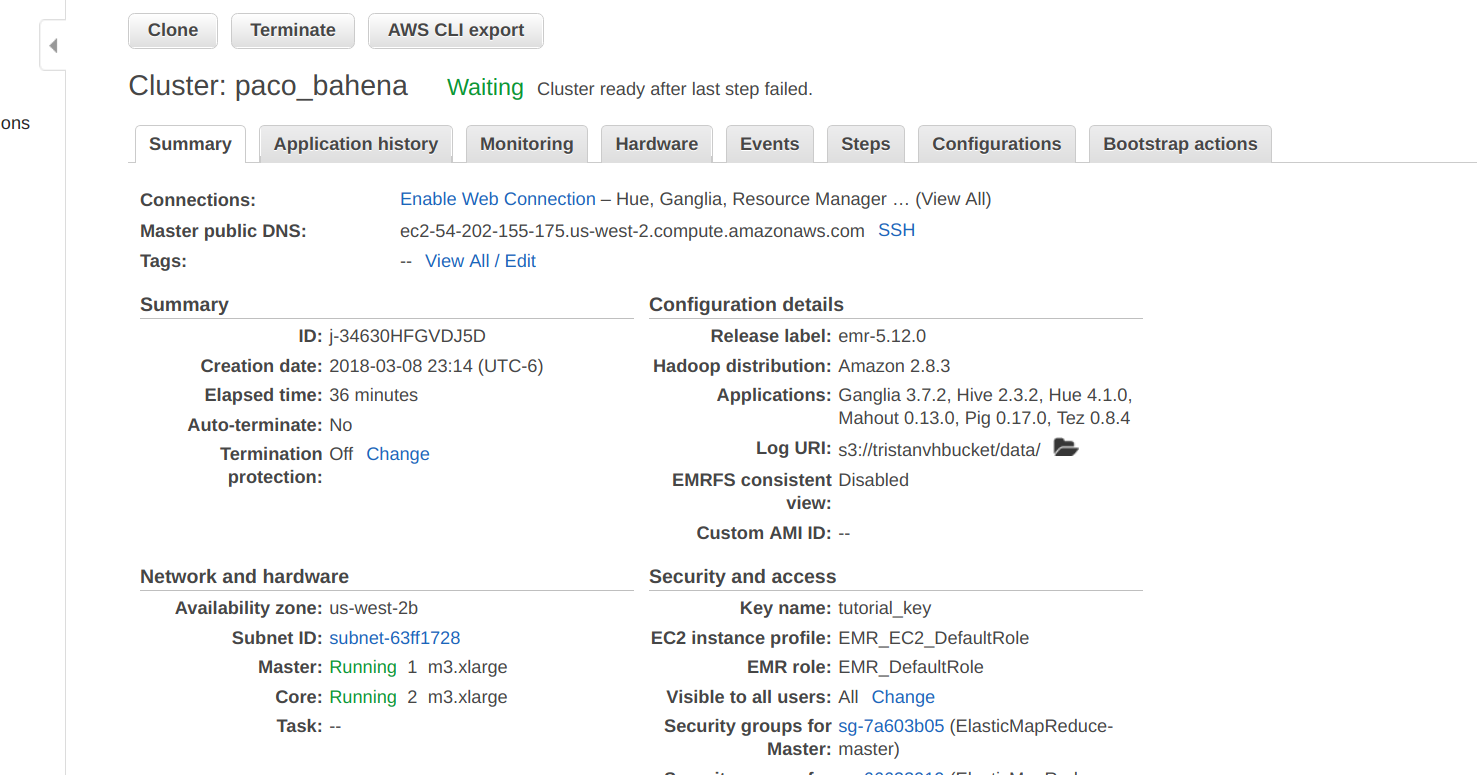 Clone Terminate AWS CLI export
ons
Cluster: paco_bahena Waiting Cluster ready after last step failed.
Summary Application history Monitoring Hardware Events Steps Configurations Bootstrap actions
Connections: Enable Web Connection – Hue, Ganglia, Resource Manager … (View All)
Master public DNS: ec2-54-202-155-175.us-west-2.compute.amazonaws.com SSH
Tags: -- View All / Edit
Summary
ID: j-34630HFGVDJ5D
Creation date: 2018-03-08 23:14 (UTC-6)
Elapsed time: 36 minutes
Auto-terminate: No
Termination Off Change
protection:
Configuration details
Release label: emr-5.12.0
Hadoop distribution: Amazon 2.8.3
Applications: Ganglia 3.7.2, Hive 2.3.2, Hue 4.1.0,
Mahout 0.13.0, Pig 0.17.0, Tez 0.8.4
Log URI: s3://tristanvhbucket/data/
EMRFS consistent Disabled
view:
Custom AMI ID: --
Network and hardware
Availability zone: us-west-2b
Subnet ID: subnet-63ff1728
Master: Running 1 m3.xlarge
Core: Running 2 m3.xlarge
Task: --
Security and access
Key name: tutorial_key
EC2 instance profile: EMR_EC2_DefaultRole
EMR role: EMR_DefaultRole
Visible to all users: All Change
Security groups for sg-7a603b05 (ElasticMapReduce-
Master: master)